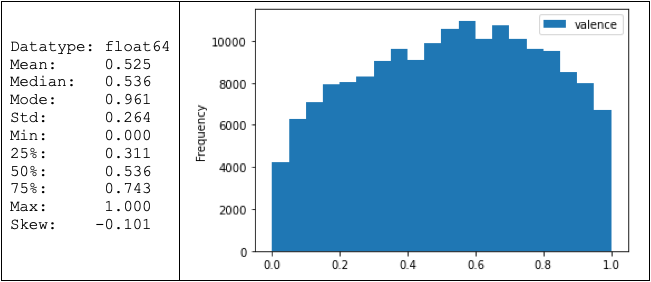 Datatype: float64
Mean: 0.525
Median: 0.536
Mode: 0.961
Std: 0.264
Min: 0.000
25%: 0.311
50%: 0.536
75%: 0.743
Max: 1.000
Skew: -0.101
valence
Frequency
10000
8000
6000
4000
2000
0
0.0 0.2 0.4 0.6 0.8 1.0